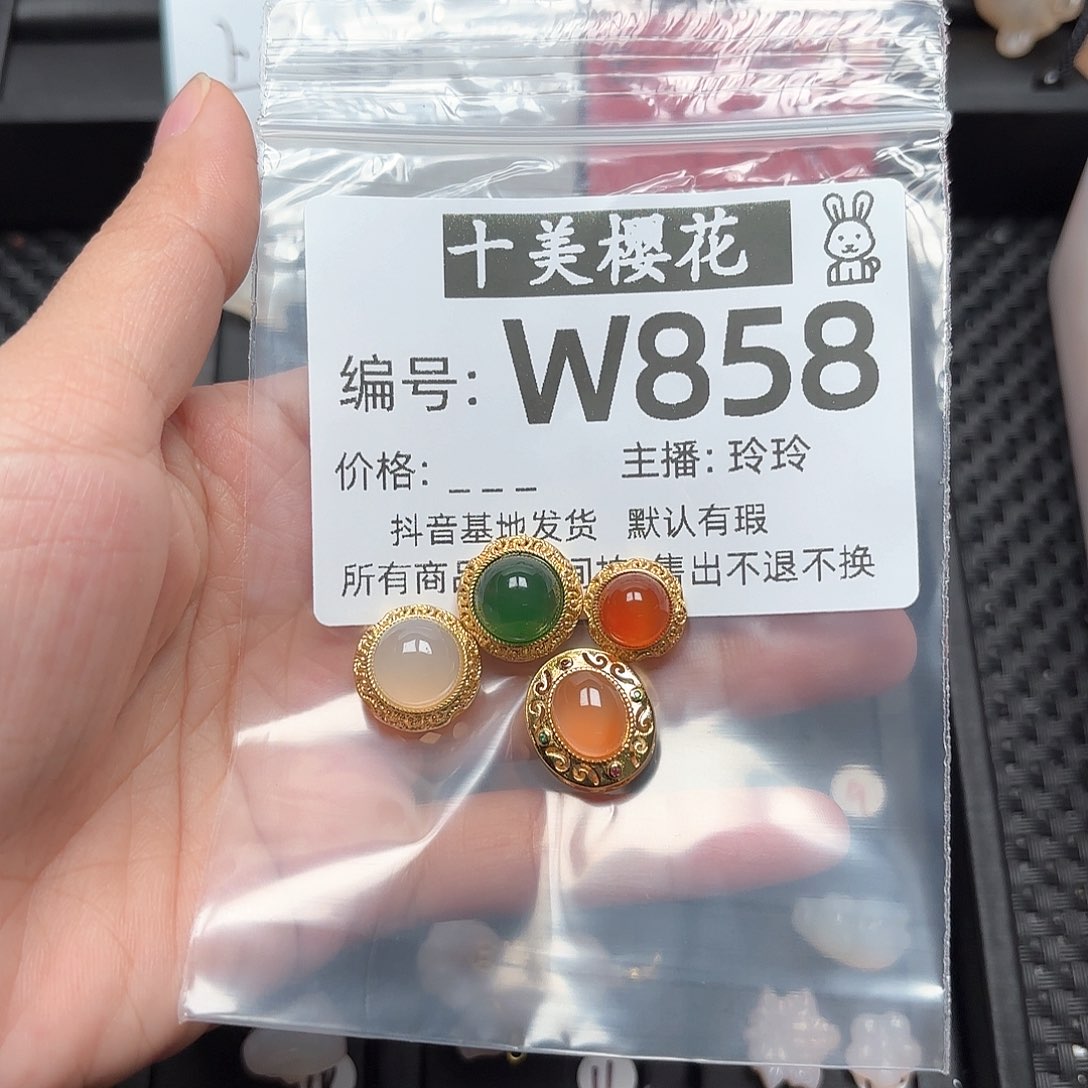 十美樱花
编号: W858
价格: _ _ _ 主播: 玲玲
抖音基地发货 默认有瑕
所有商 售出不退不换